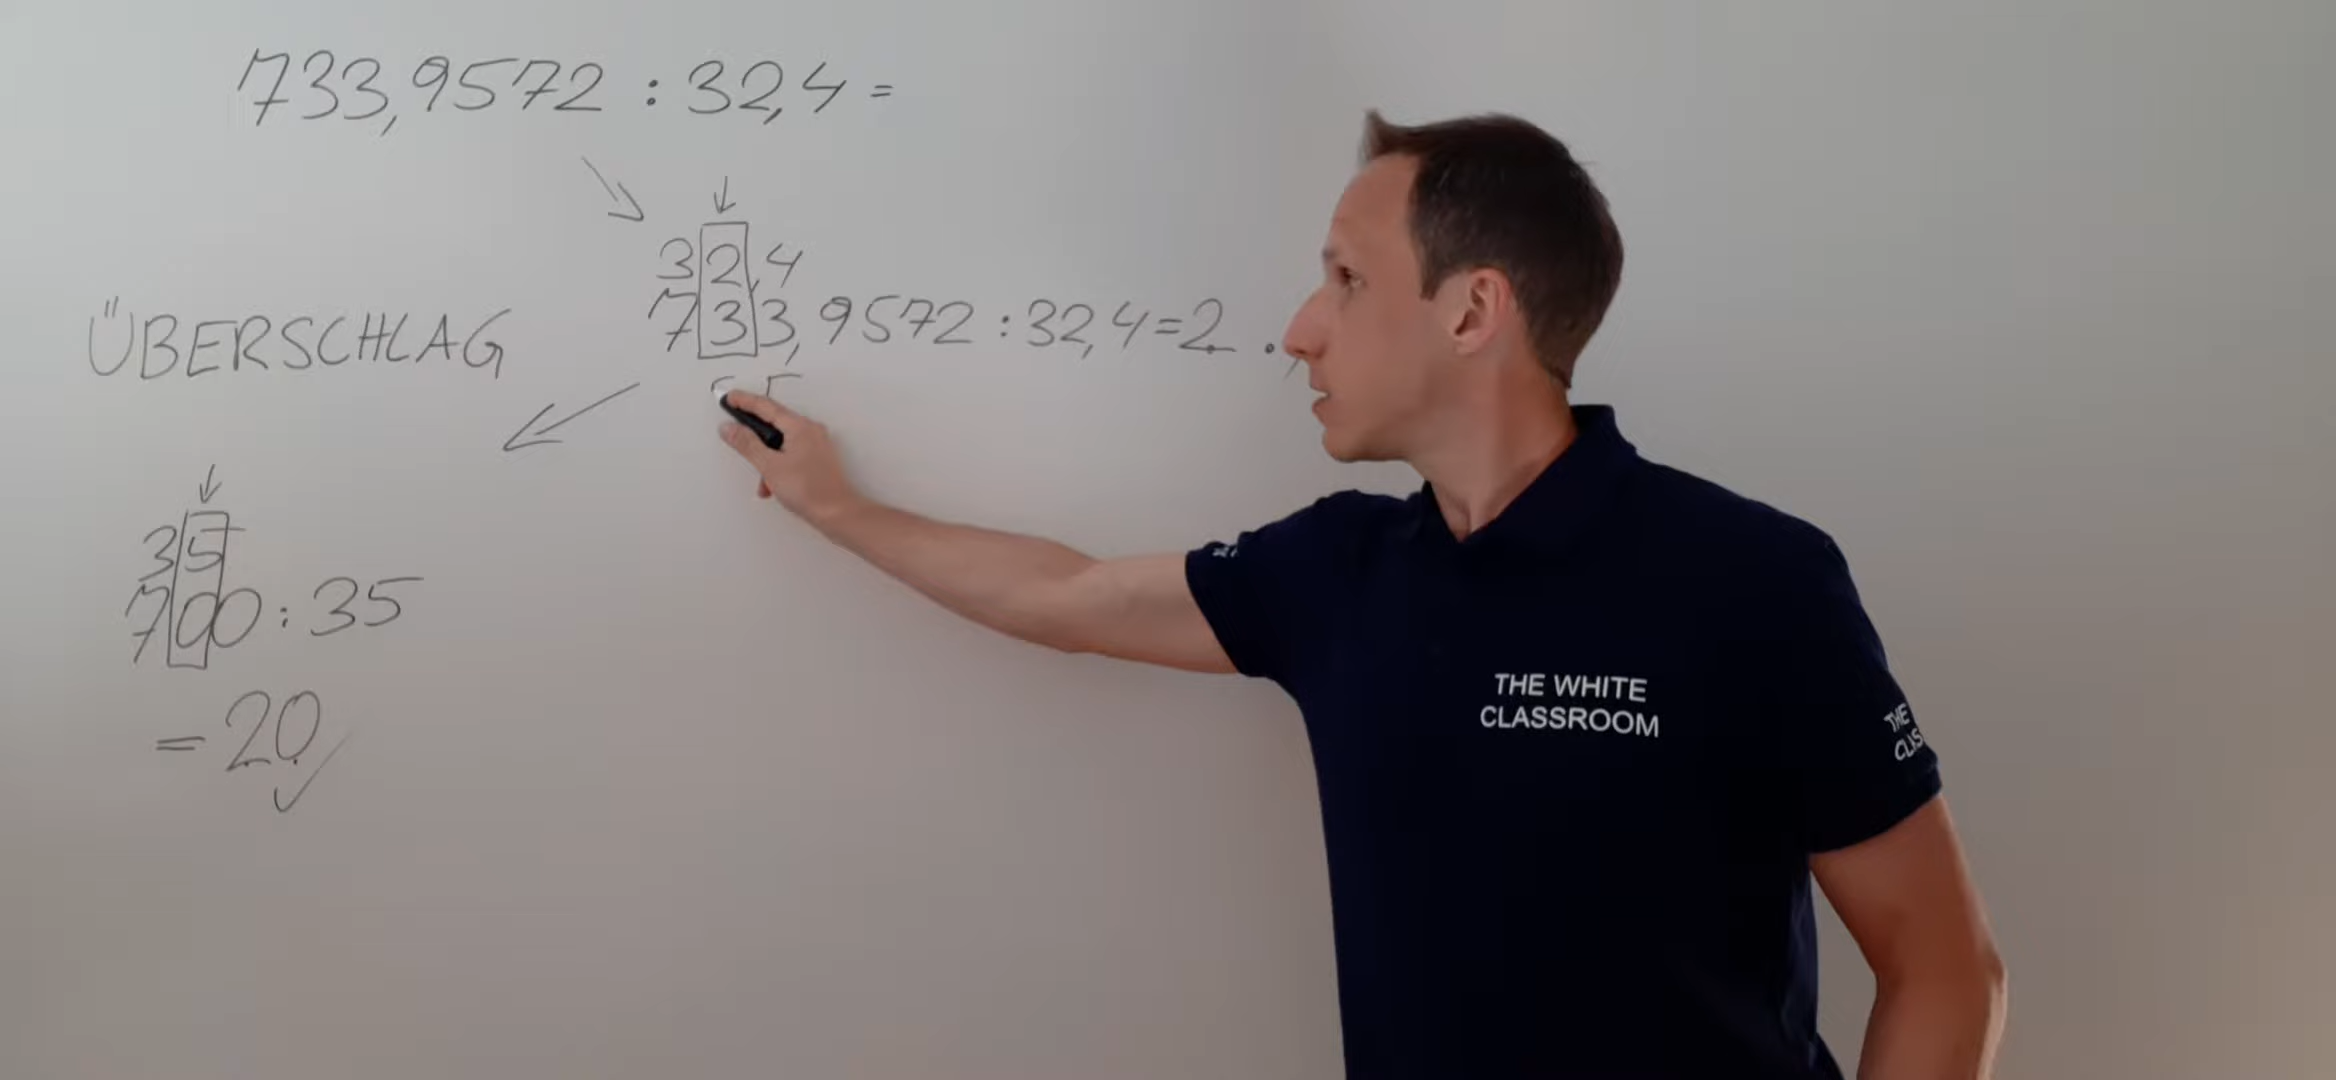 733,9572 : 32,4 =
32,4
733,9572 : 32,4 = 2 . ,
ÜBERSCHLAG
35
700 : 35
= 20
THE WHITE
CLASSROOM
THE